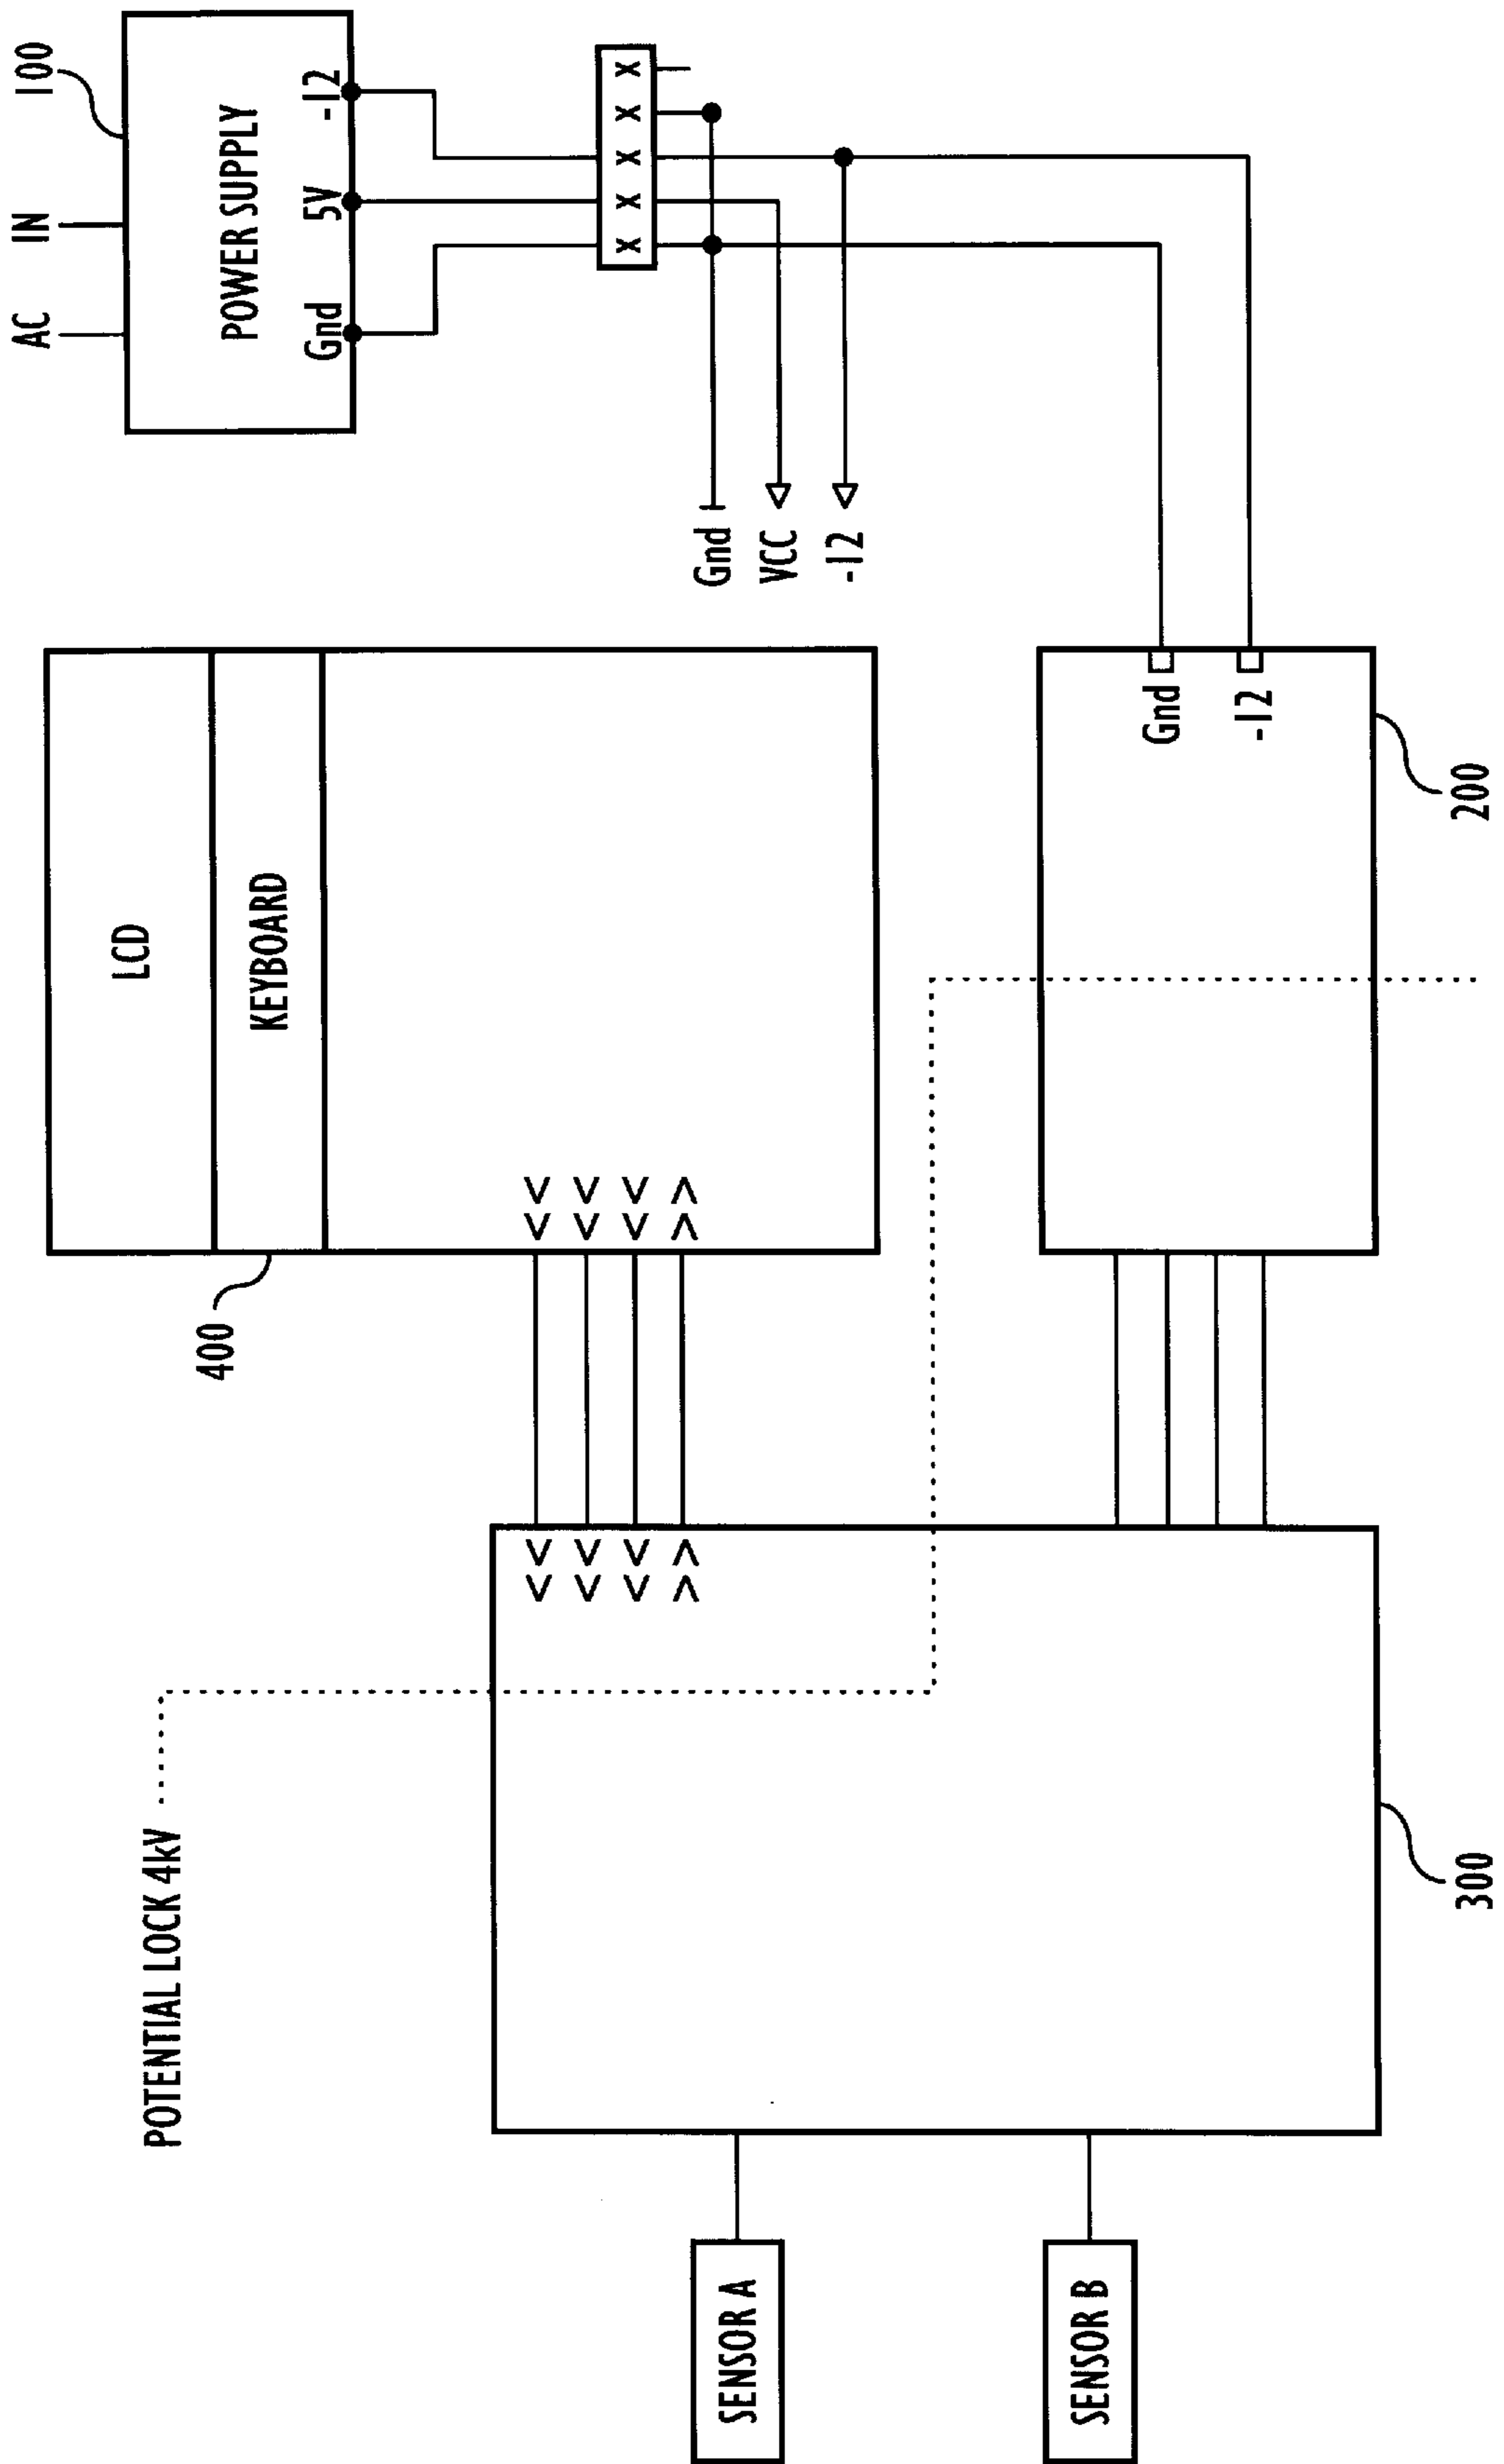 AC IN 100
LCD
POTENTIAL LOCK 4kV
400
POWER SUPPLY
KEYBOARD
Gnd 5V -12
X X X X X
Gnd
SENSOR A
VCC
-12
SENSOR B
Gnd
-12
300
200